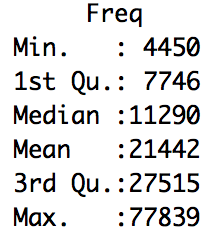 Freq
Min.   : 4450
1st Qu.: 7746
Median :11290
Mean   :21442
3rd Qu.:27515
Max.   :77839